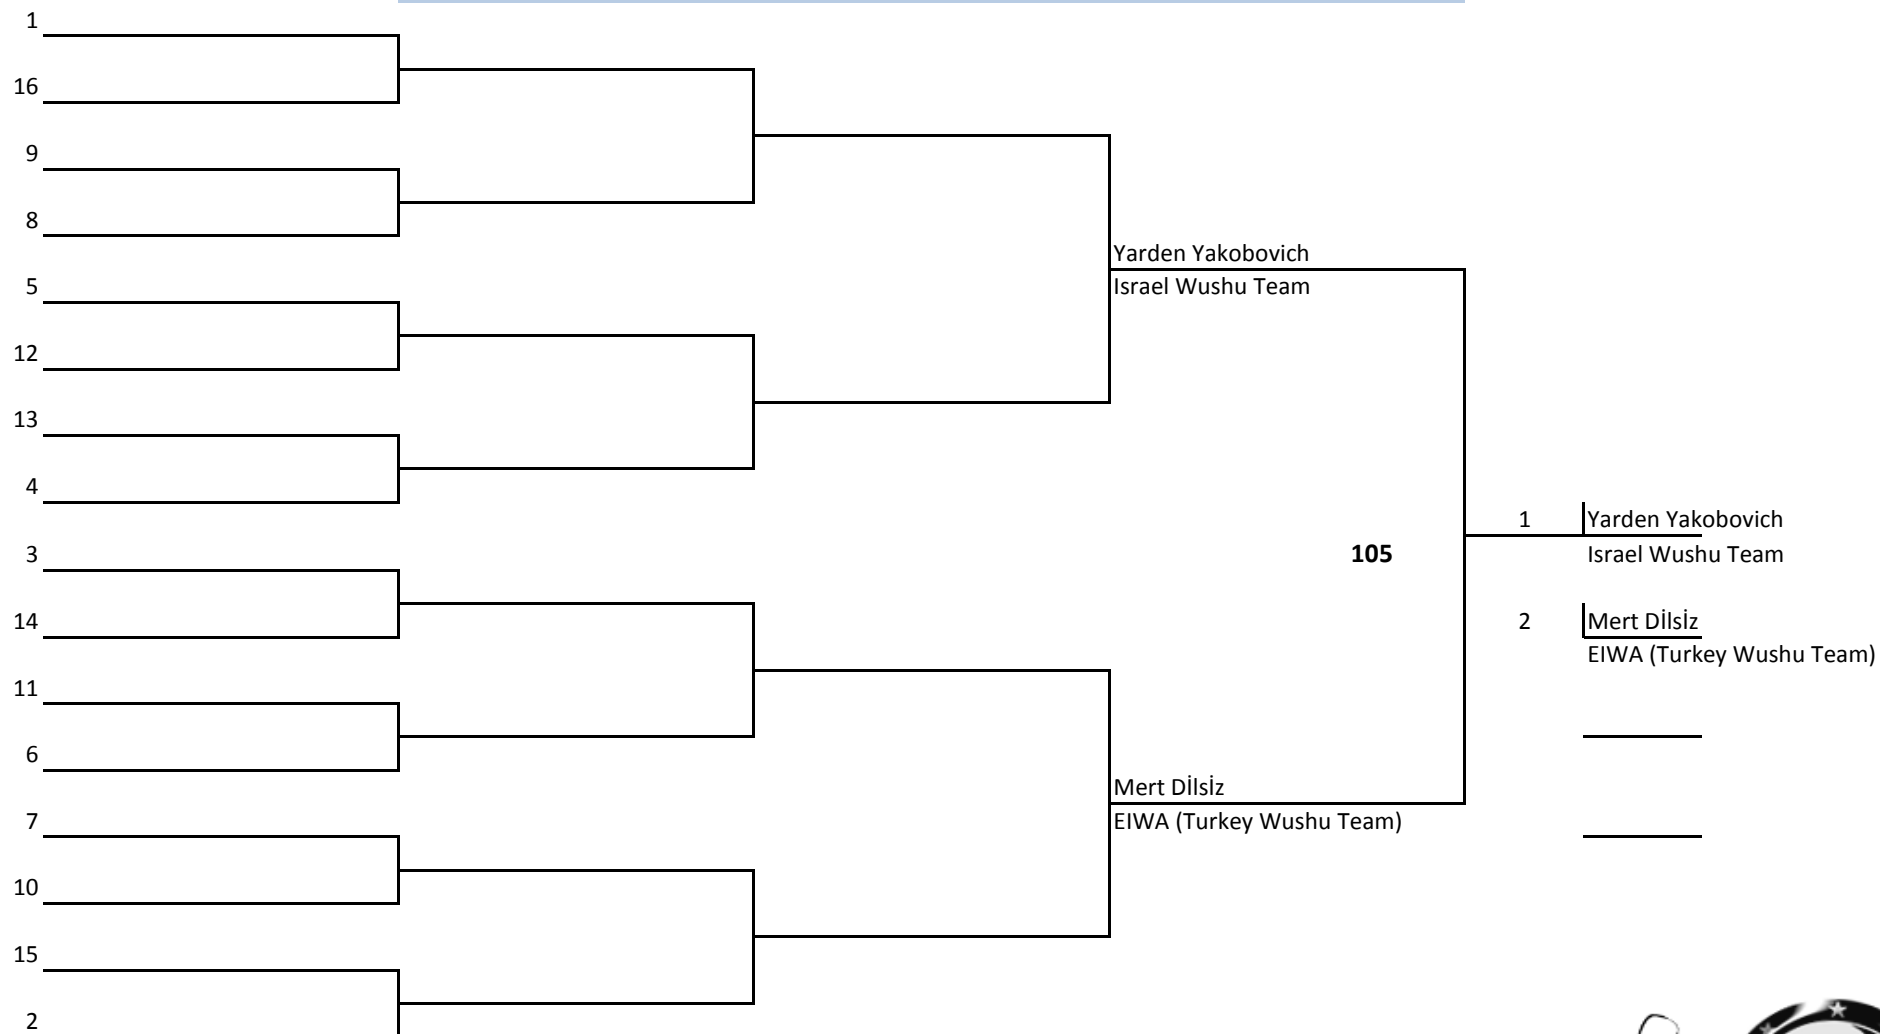 1
16
9
8
Yarden Yakobovich
5
Israel Wushu Team
12
13
4
1 Yarden Yakobovich
3
105
Israel Wushu Team
14
2 Mert Dİlsİz
EIWA (Turkey Wushu Team)
11
6
Mert Dİlsİz
7
EIWA (Turkey Wushu Team)
10
15
2